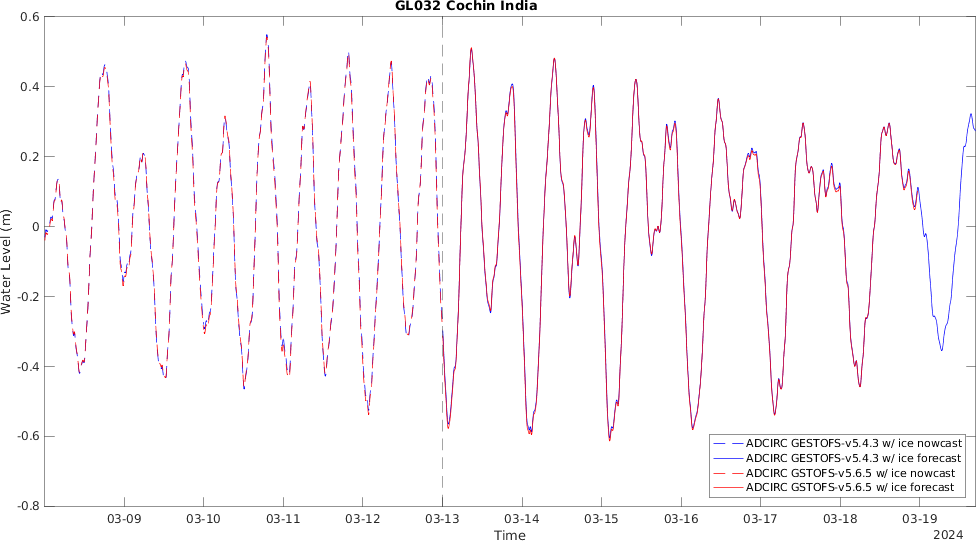 GL032 Cochin India
0.6
0.4
0.2
0
-0.2
-0.4
-0.6
-0.8
Water Level (m)
03-09 03-10 03-11 03-12 03-13 03-14 03-15 03-16 03-17 03-18 03-19
Time
2024
ADCIRC GESTOFS-v5.4.3 w/ ice nowcast
ADCIRC GESTOFS-v5.4.3 w/ ice forecast
ADCIRC GSTOFS-v5.6.5 w/ ice nowcast
ADCIRC GSTOFS-v5.6.5 w/ ice forecast